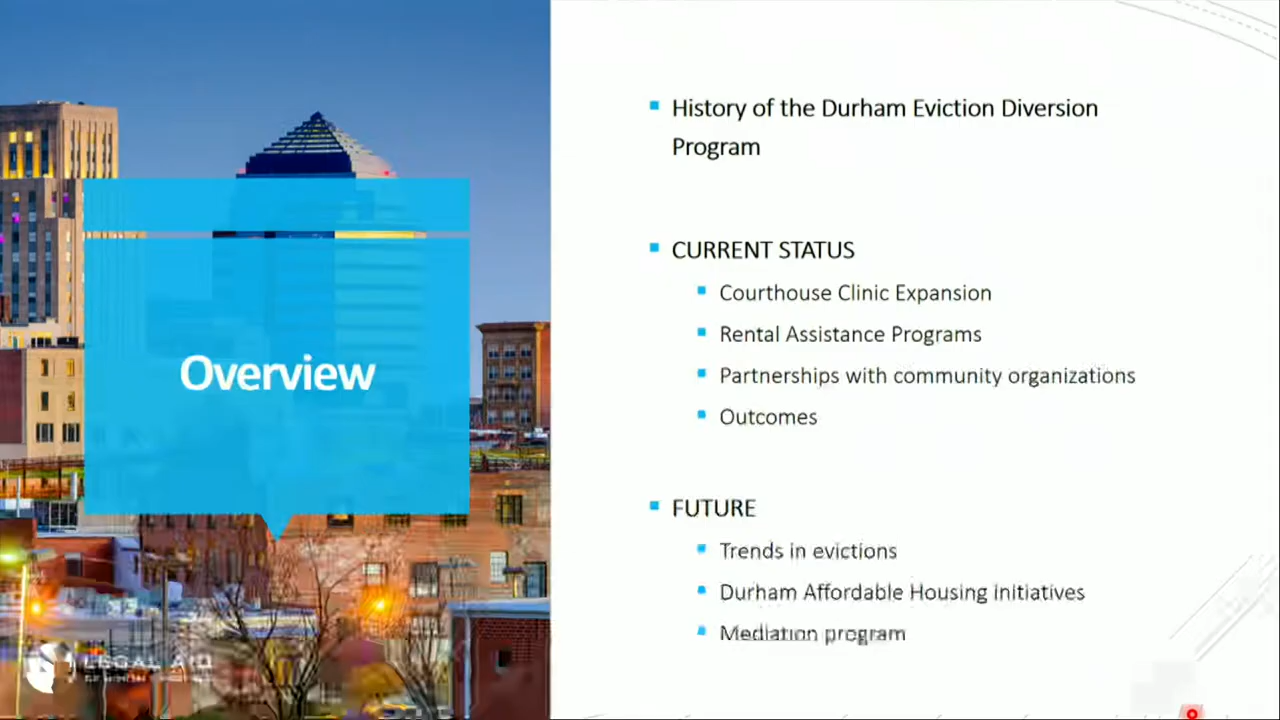 Overview
History of the Durham Eviction Diversion
Program
CURRENT STATUS
Courthouse Clinic Expansion
Rental Assistance Programs
Partnerships with community organizations
Outcomes
FUTURE
Trends in evictions
Durham Affordable Housing Initiatives
Mediation program
LEGAL AID